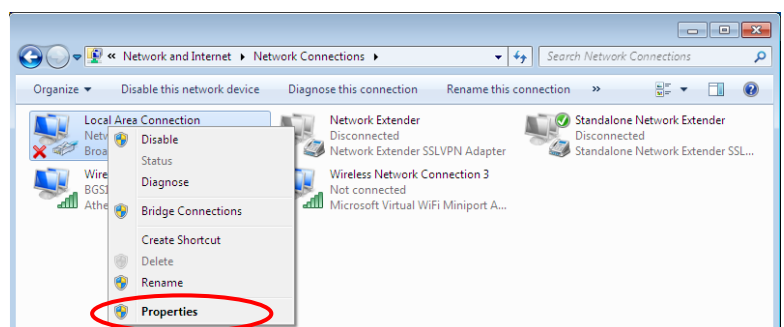 « Network and Internet Network Connections Search Network Connections
Organize Disable this network device Diagnose this connection Rename this connection »
Local Area Connection
Netw
Broa
Network Extender
Disconnected
Network Extender SSLVPN Adapter
Standalone Network Extender
Disconnected
Standalone Network Extender SSL...
Wire
BGS
Athe
Wireless Network Connection 3
Not connected
Microsoft Virtual WiFi Miniport A...
Disable
Status
Diagnose
Bridge Connections
Create Shortcut
Delete
Rename
Properties